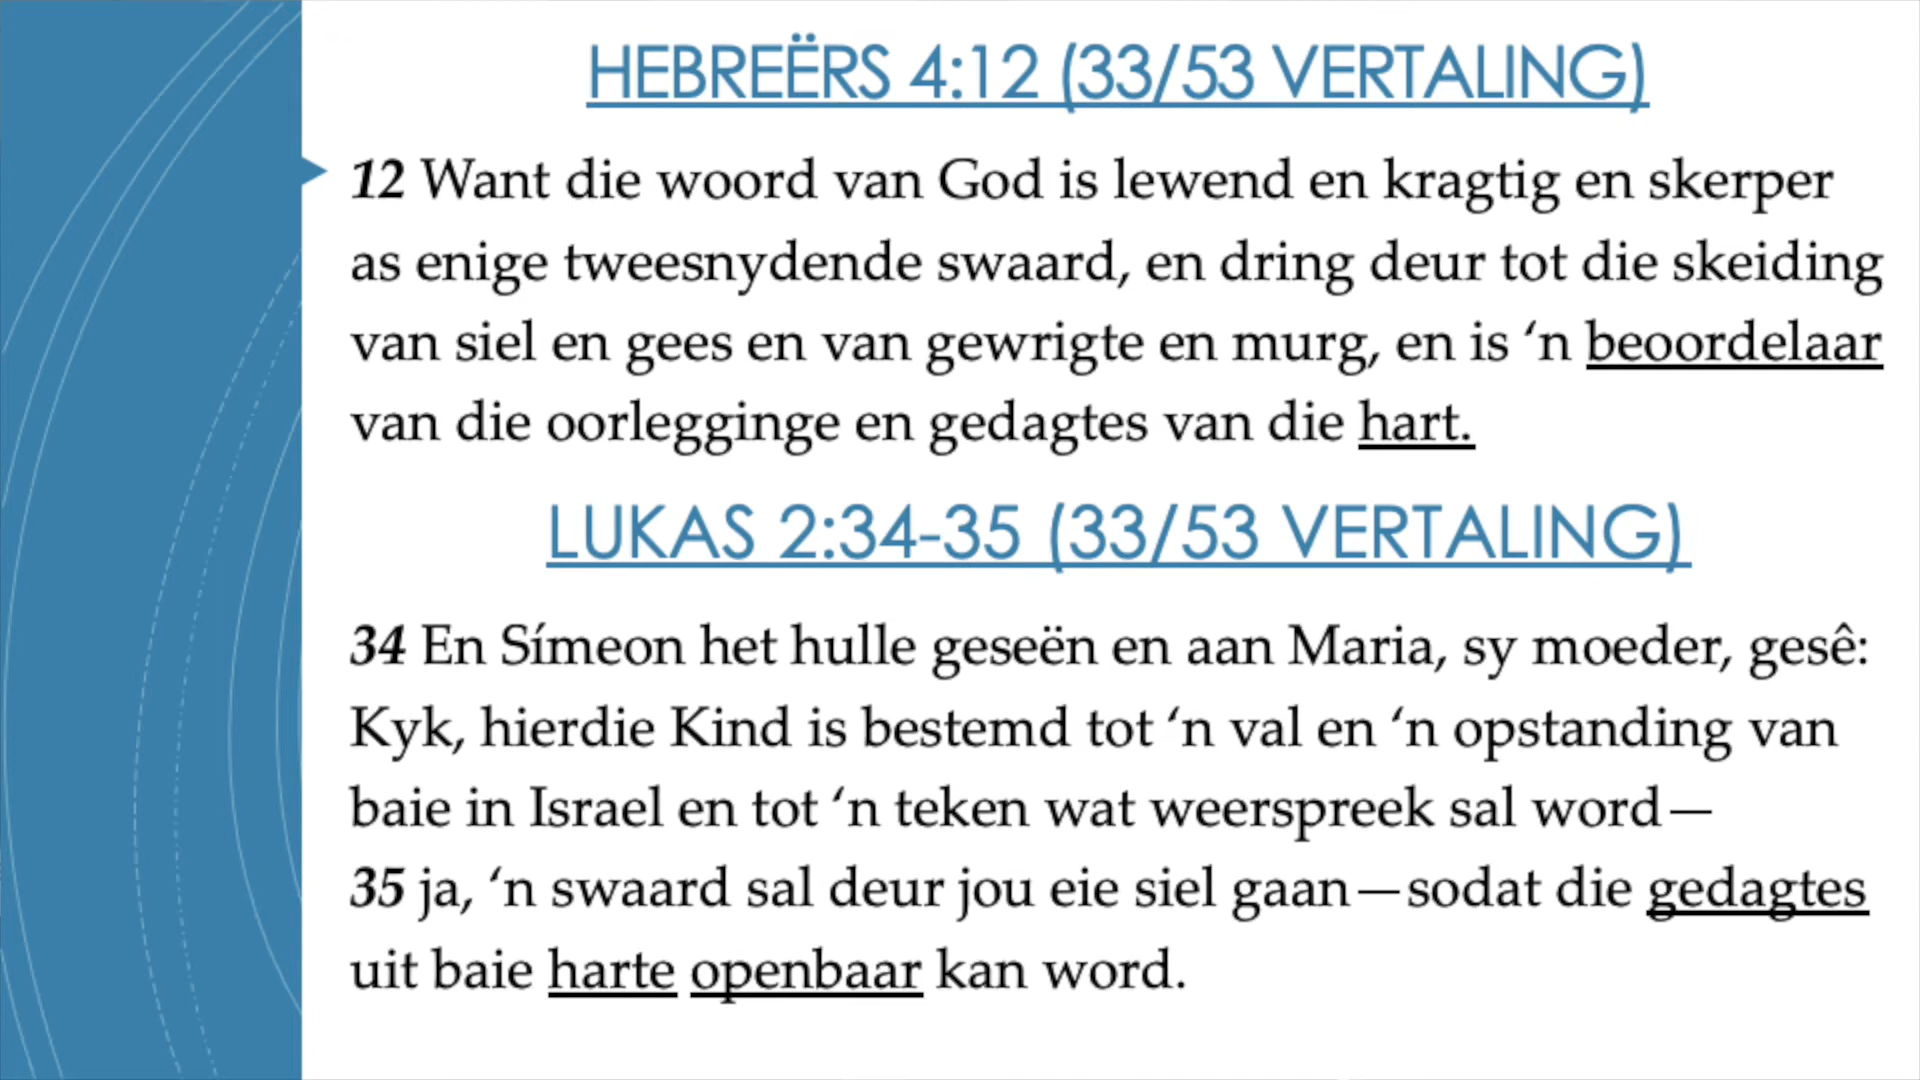 HEBREËRS 4:12 (33/53 VERTALING)
12 Want die woord van God is lewend en kragtig en skerper
as enige tweesnydende swaard, en dring deur tot die skeiding
van siel en gees en van gewrigte en murg, en is ‘n beoordelaar
van die oorlegginge en gedagtes van die hart.
LUKAS 2:34-35 (33/53 VERTALING)
34 En Símeon het hulle geseën en aan Maria, sy moeder, gesê:
Kyk, hierdie Kind is bestemd tot ‘n val en ‘n opstanding van
baie in Israel en tot ‘n teken wat weerspreek sal word—
35 ja, ‘n swaard sal deur jou eie siel gaan—sodat die gedagtes
uit baie harte openbaar kan word.